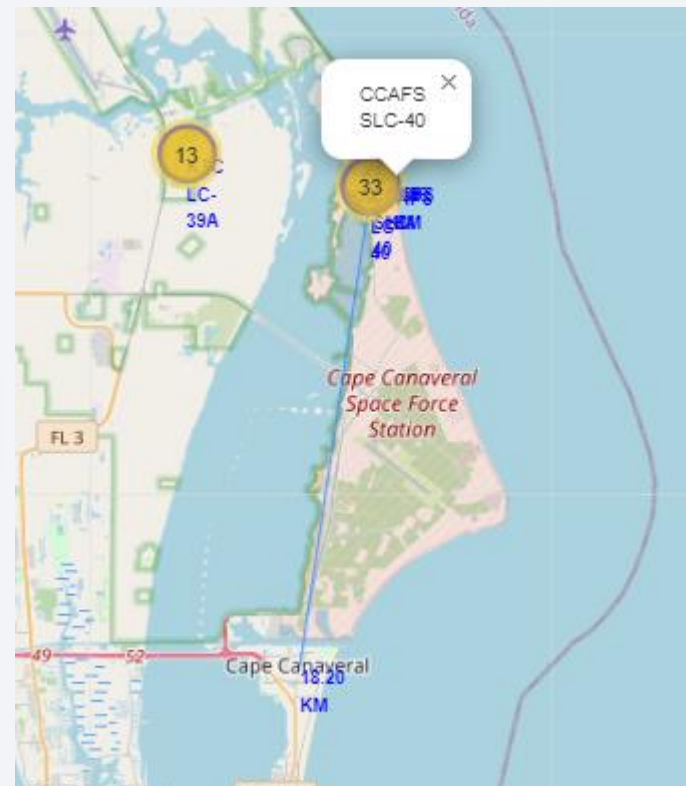 CCAFS
SLC-40
×
13
LC-
39A
33
40
Cape Canaveral
Space Force
Station
FL 3
49
52
Cape Canaveral
18.20
KM